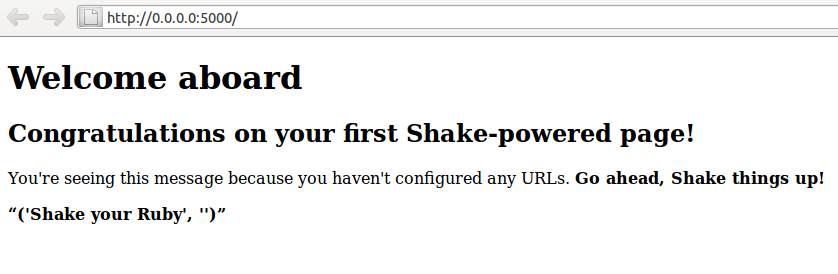 http://0.0.0.0:5000/
Welcome aboard
Congratulations on your first Shake-powered page!
You're seeing this message because you haven't configured any URLs. Go ahead, Shake things up!
“('Shake your Ruby', '')”